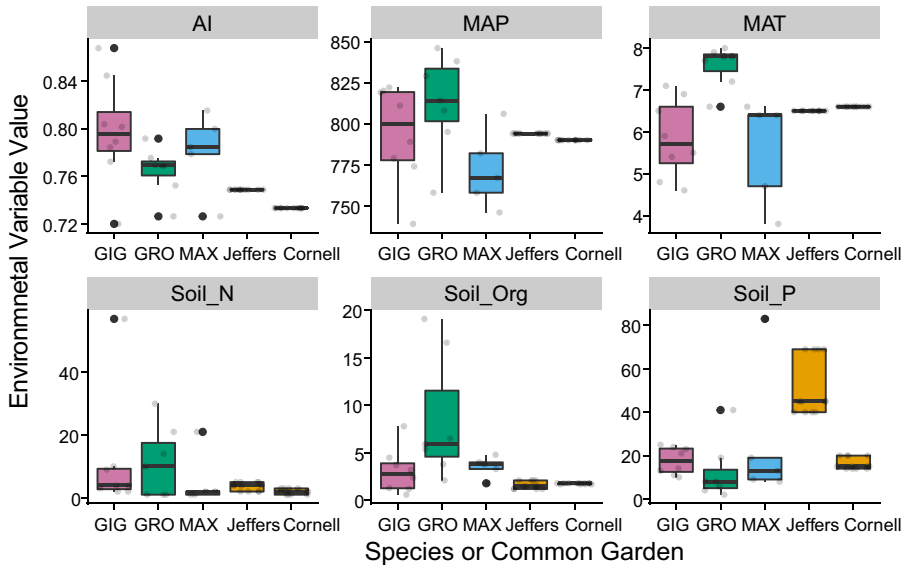 AI
MAP
MAT
Environmnetal Variable Value
0.84
0.80
0.76
0.72
850
825
800
775
750
8
7
6
5
4
GIG GRO MAX Jeffers Cornell
GIG GRO MAX Jeffers Cornell
GIG GRO MAX Jeffers Cornell
Soil_N
Soil_Org
Soil_P
40
20
0
20
15
10
5
0
80
60
40
20
0
GIG GRO MAX Jeffers Cornell
GIG GRO MAX Jeffers Cornell
GIG GRO MAX Jeffers Cornell
Species or Common Garden